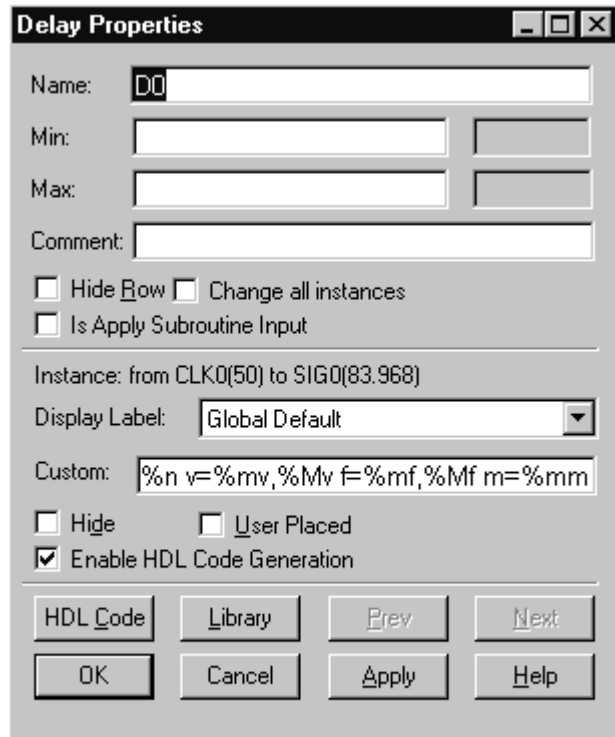 Delay Properties
Name: D0
Min:
Max:
Comment:
Hide Row Change all instances
Is Apply Subroutine Input
Instance: from CLK0(50) to SIG0(83.968)
Display Label: Global Default
Custom: %n v=%mv,%Mv f=%mf,%Mf m=%mm
Hide User Placed
Enable HDL Code Generation
HDL Code Library Prev Next
OK Cancel Apply Help